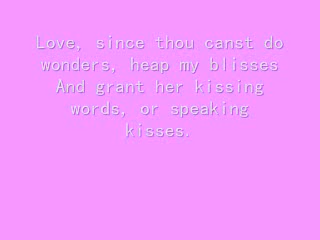 Love, since thou canst do
wonders, heap my blisses
And grant her kissing
words, or speaking
kisses.